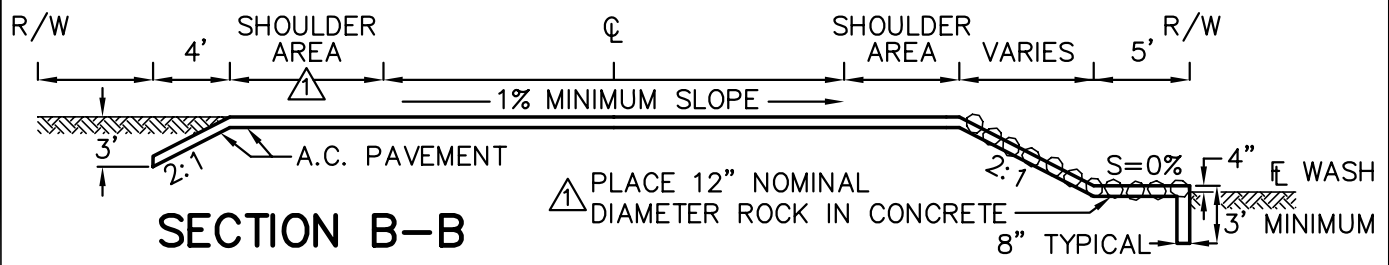 R/W
4'
SHOULDER
AREA
1
℄
SHOULDER
AREA
VARIES
5'
R/W
1% MINIMUM SLOPE
3'
2:1
A.C. PAVEMENT
2:1
S=0%
4"
FL WASH
1 PLACE 12" NOMINAL
DIAMETER ROCK IN CONCRETE
3' MINIMUM
8" TYPICAL
SECTION B-B